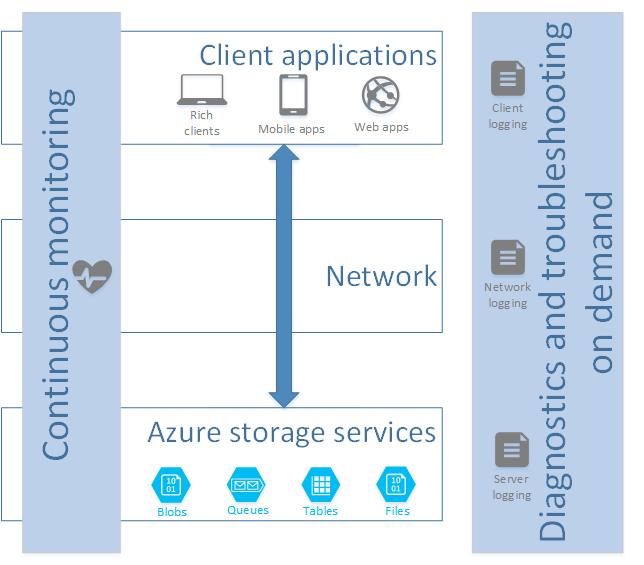 Continuous monitoring
Client applications
Rich
clients
Mobile apps
Web apps
Network
Azure storage services
10
01
Blobs
Queues
Tables
10
01
Files
Client
logging
Network
logging
Server
logging
Diagnostics and troubleshooting
on demand